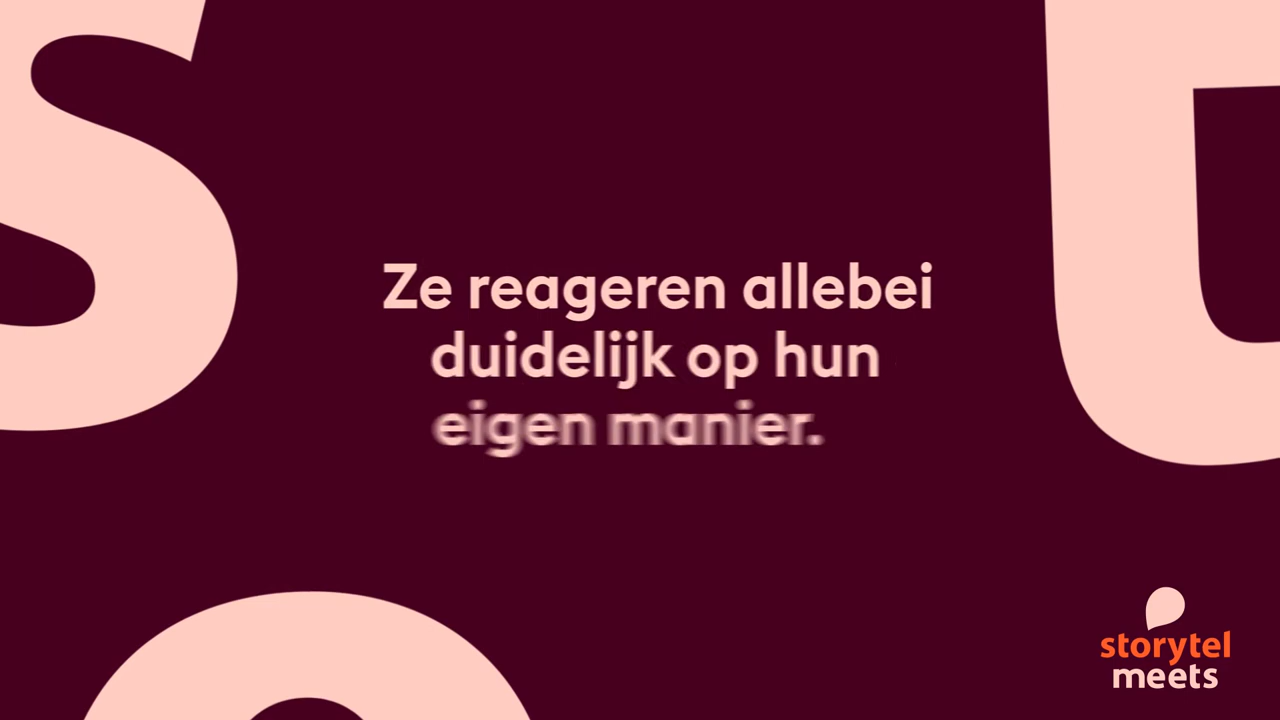 Ze reageren allebei
duidelijk op hun
eigen manier.
storytel
meets